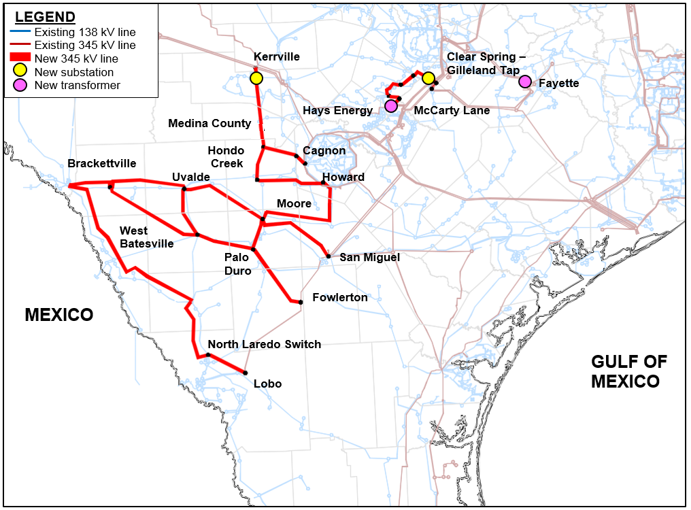 LEGEND
Existing 138 kV line
Existing 345 kV line
New 345 kV line
New substation
New transformer
Kerrville
Clear Spring –
Gilleland Tap
Fayette
Hays Energy
McCarty Lane
Medina County
Hondo
Creek
Cagnon
Brackettville
Uvalde
Howard
Moore
West
Batesville
Palo
Duro
San Miguel
Fowlerton
MEXICO
North Laredo Switch
Lobo
GULF OF
MEXICO